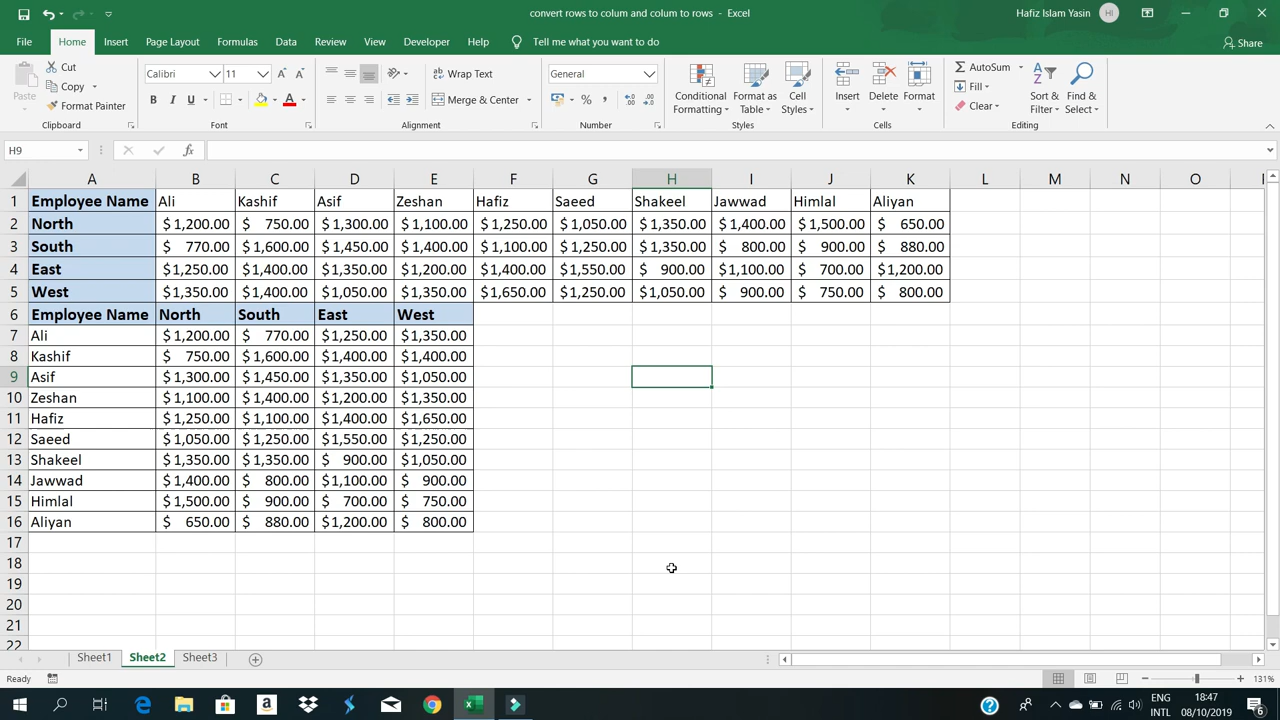 convert rows to colum and colum to rows - Excel
Hafiz Islam Yasin HI
File Home Insert Page Layout Formulas Data Review View Developer Help Tell me what you want to do Share
Paste Cut Copy Format Painter Clipboard
Calibri 11 B I U A Font
Wrap Text Merge & Center Alignment
General % Number
Conditional Formatting Format as Table Cell Styles Styles
Insert Delete Format Cells
AutoSum Fill Clear Sort & Filter Find & Select Editing
H9 fx
A B C D E F G H I J K L M N O
1 Employee Name Ali Kashif Asif Zeshan Hafiz Saeed Shakeel Jawwad Himlal Aliyan
2 North $ 1,200.00 $ 750.00 $ 1,300.00 $ 1,100.00 $ 1,250.00 $ 1,050.00 $ 1,350.00 $ 1,400.00 $ 1,500.00 $ 650.00
3 South $ 770.00 $ 1,600.00 $ 1,450.00 $ 1,400.00 $ 1,100.00 $ 1,250.00 $ 1,350.00 $ 800.00 $ 900.00 $ 880.00
4 East $ 1,250.00 $ 1,400.00 $ 1,350.00 $ 1,200.00 $ 1,400.00 $ 1,550.00 $ 900.00 $ 1,100.00 $ 700.00 $ 1,200.00
5 West $ 1,350.00 $ 1,400.00 $ 1,050.00 $ 1,350.00 $ 1,650.00 $ 1,250.00 $ 1,050.00 $ 900.00 $ 750.00 $ 800.00
6 Employee Name North South East West
7 Ali $ 1,200.00 $ 770.00 $ 1,250.00 $ 1,350.00
8 Kashif $ 750.00 $ 1,600.00 $ 1,400.00 $ 1,400.00
9 Asif $ 1,300.00 $ 1,450.00 $ 1,350.00 $ 1,050.00
10 Zeshan $ 1,100.00 $ 1,400.00 $ 1,200.00 $ 1,350.00
11 Hafiz $ 1,250.00 $ 1,100.00 $ 1,400.00 $ 1,650.00
12 Saeed $ 1,050.00 $ 1,250.00 $ 1,550.00 $ 1,250.00
13 Shakeel $ 1,350.00 $ 1,350.00 $ 900.00 $ 1,050.00
14 Jawwad $ 1,400.00 $ 800.00 $ 1,100.00 $ 900.00
15 Himlal $ 1,500.00 $ 900.00 $ 700.00 $ 750.00
16 Aliyan $ 650.00 $ 880.00 $ 1,200.00 $ 800.00
17
18
19
20
21
22
Sheet1 Sheet2 Sheet3
Ready 131%
ENG 18:47
INTL 08/10/2019 6